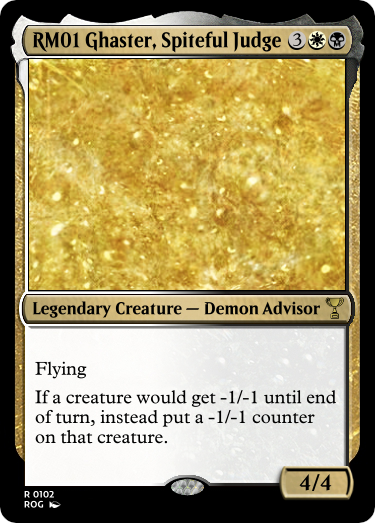 RM01 Ghaster, Spiteful Judge 3
Legendary Creature — Demon Advisor
Flying
If a creature would get -1/-1 until end
of turn, instead put a -1/-1 counter
on that creature.
4/4
R 0102
ROG